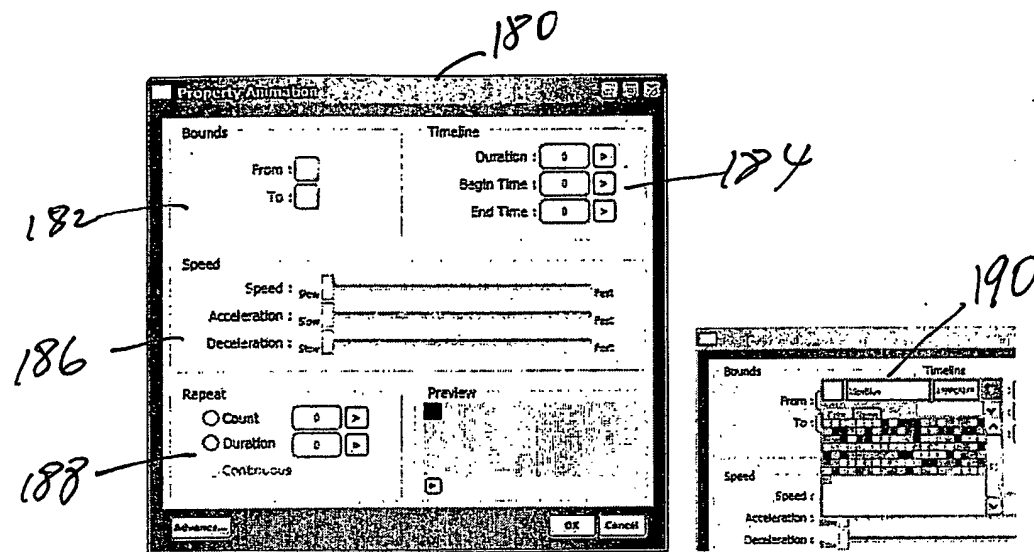 180
Property Animation
Bounds
Timeline
From :
To :
Duration : 0
Begin Time : 0
End Time : 0
182
184
Speed
Speed : Slow Fast
Acceleration : Slow Fast
Deceleration : Slow Fast
186
Repeat
Preview
Count 0
Duration 0
Continuous
188
Advance...
OK Cancel
190
Bounds
Timeline
From :
To :
Speed
Speed :
Acceleration : Slow
Deceleration : Slow